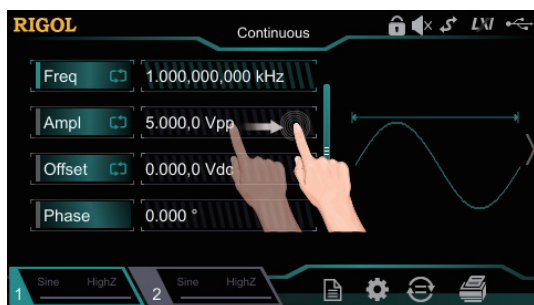 RIGOL
Continuous
LXI
Freq 1.000,000,000 kHz
Ampl 5.000,0 Vpp
Offset 0.000,0 Vdc
Phase 0.000 °
1 Sine HighZ
2 Sine HighZ